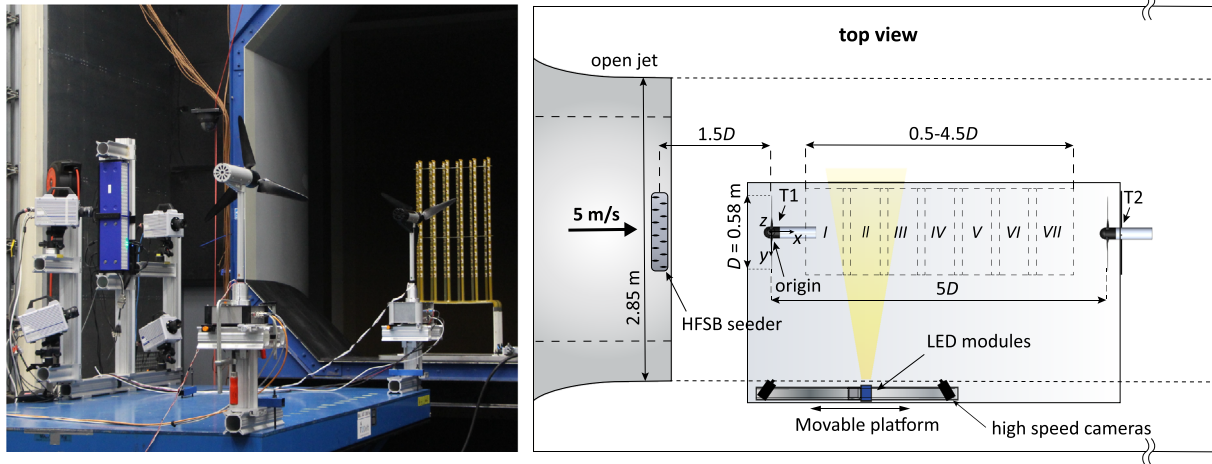 top view
open jet
1.5D
0.5-4.5D
5 m/s
2.85 m
HFSB seeder
D = 0.58 m
T1
T2
z
x
y
I
II
III
IV
V
VI
VII
origin
5D
LED modules
Movable platform
high speed cameras